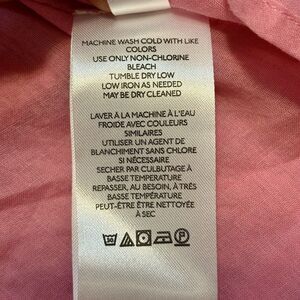 MACHINE WASH COLD WITH LIKE
COLORS
USE ONLY NON-CHLORINE
BLEACH
TUMBLE DRY LOW
LOW IRON AS NEEDED
MAY BE DRY CLEANED
LAVER À LA MACHINE À L'EAU
FROIDE AVEC COULEURS
SIMILAIRES
UTILISER UN AGENT DE
BLANCHIMENT SANS CHLORE
SI NÉCESSAIRE
SECHER PAR CULBUTAGE À
BASSE TEMPERATURE
REPASSER, AU BESOIN, À TRÈS
BASSE TEMPÉRATURE
PEUT-ÊTRE ÊTRE NETTOYÉE
À SEC